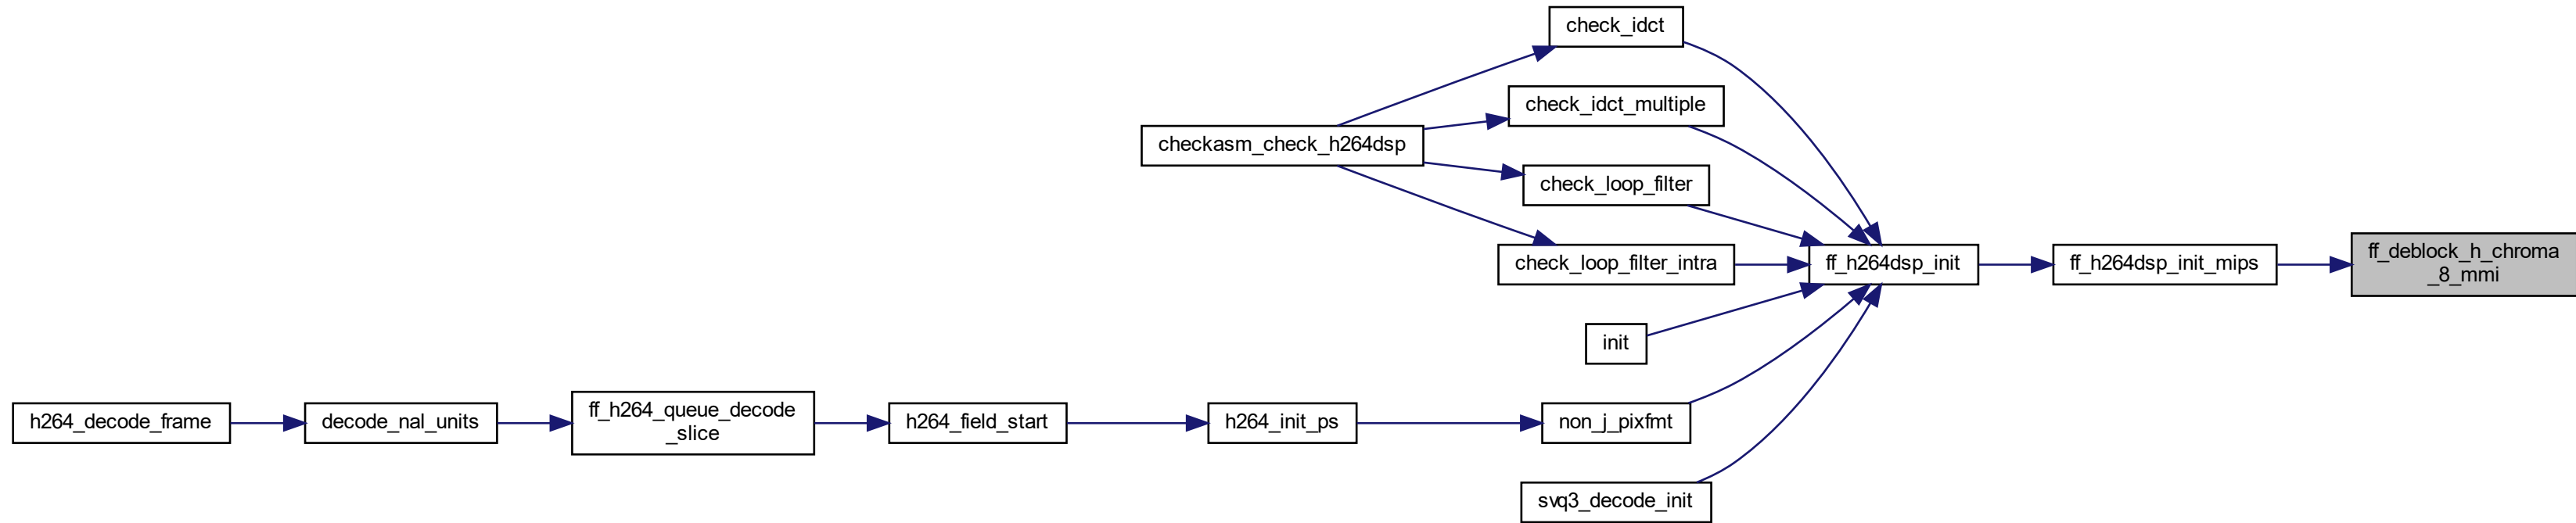 check_idct
check_idct_multiple
checkasm_check_h264dsp
check_loop_filter
check_loop_filter_intra
ff_h264dsp_init
ff_h264dsp_init_mips
ff_deblock_h_chroma
_8_mmi
init
h264_decode_frame
decode_nal_units
ff_h264_queue_decode
_slice
h264_field_start
h264_init_ps
non_j_pixfmt
svq3_decode_init